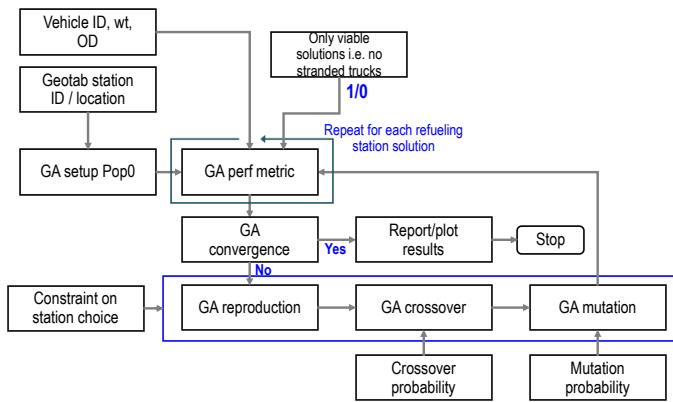 Vehicle ID, wt,
OD
Only viable
solutions i.e. no
stranded trucks
Geotab station
ID / location
1/0
Repeat for each refueling
station solution
GA setup Pop0
GA perf metric
GA
convergence
Yes
Report/plot
results
Stop
No
Constraint on
station choice
GA reproduction
GA crossover
GA mutation
Crossover
probability
Mutation
probability